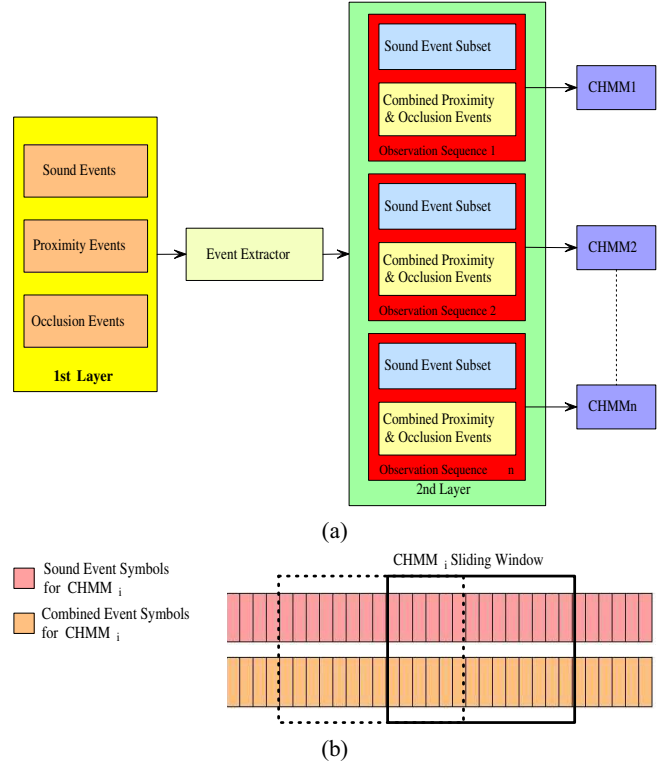 Sound Events
Proximity Events
Occlusion Events
1st Layer
Event Extractor
Sound Event Subset
Combined Proximity
& Occlusion Events
Observation Sequence 1
Sound Event Subset
Combined Proximity
& Occlusion Events
Observation Sequence 2
Sound Event Subset
Combined Proximity
& Occlusion Events
Observation Sequence n
2nd Layer
CHMM1
CHMM2
CHMMn
(a)
Sound Event Symbols
for CHMM i
Combined Event Symbols
for CHMM i
CHMM i Sliding Window
(b)